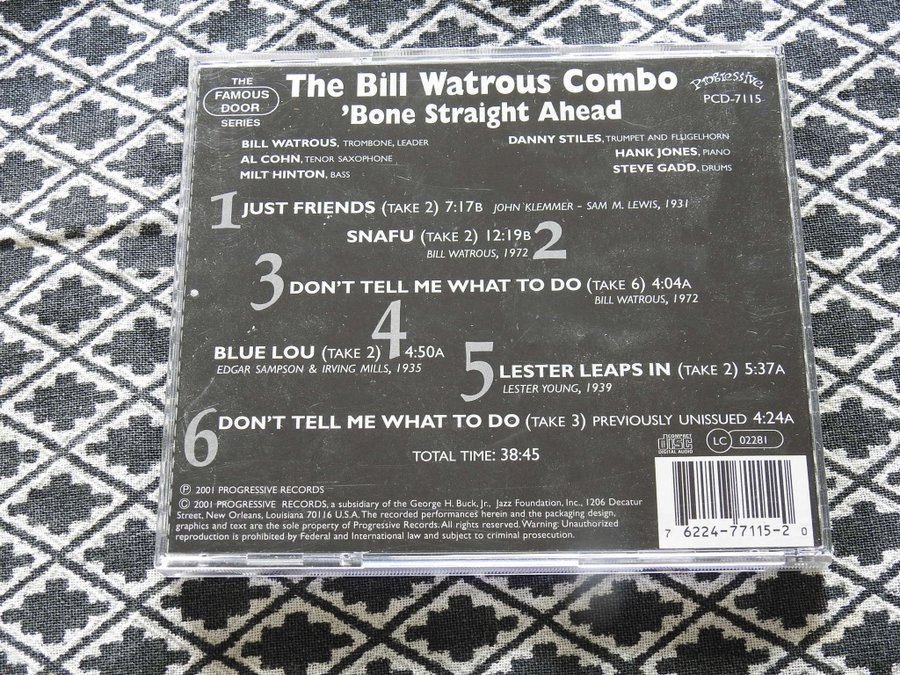 THE
FAMOUS
DOOR
SERIES
The Bill Watrous Combo
'Bone Straight Ahead
Progressive
PCD-7115
BILL WATROUS, TROMBONE, LEADER
AL COHN, TENOR SAXOPHONE
MILT HINTON, BASS
DANNY STILES, TRUMPET AND FLUGELHORN
HANK JONES, PIANO
STEVE GADD, DRUMS
1 JUST FRIENDS (TAKE 2) 7:17B JOHN KLEMMER - SAM M. LEWIS, 1931
SNAFU (TAKE 2) 12:19B 2
BILL WATROUS, 1972
3 DON'T TELL ME WHAT TO DO (TAKE 6) 4:04A
BILL WATROUS, 1972
4
BLUE LOU (TAKE 2) 4:50A
EDGAR SAMPSON & IRVING MILLS, 1935
5 LESTER LEAPS IN (TAKE 2) 5:37A
LESTER YOUNG, 1939
6 DON'T TELL ME WHAT TO DO (TAKE 3) PREVIOUSLY UNISSUED 4:24A
TOTAL TIME: 38:45
COMPACT
disc
DIGITAL AUDIO
LC 02281
℗ 2001 PROGRESSIVE RECORDS
© 2001 PROGRESSIVE RECORDS, a subsidiary of the George H. Buck, Jr., Jazz Foundation, Inc., 1206 Decatur
Street, New Orleans, Louisiana 70116 U.S.A. The recorded performances herein and the packaging design,
graphics and text are the sole property of Progressive Records. All rights reserved. Warning: Unauthorized
reproduction is prohibited by Federal and International law and subject to criminal prosecution.
7 62247-77115-2 0